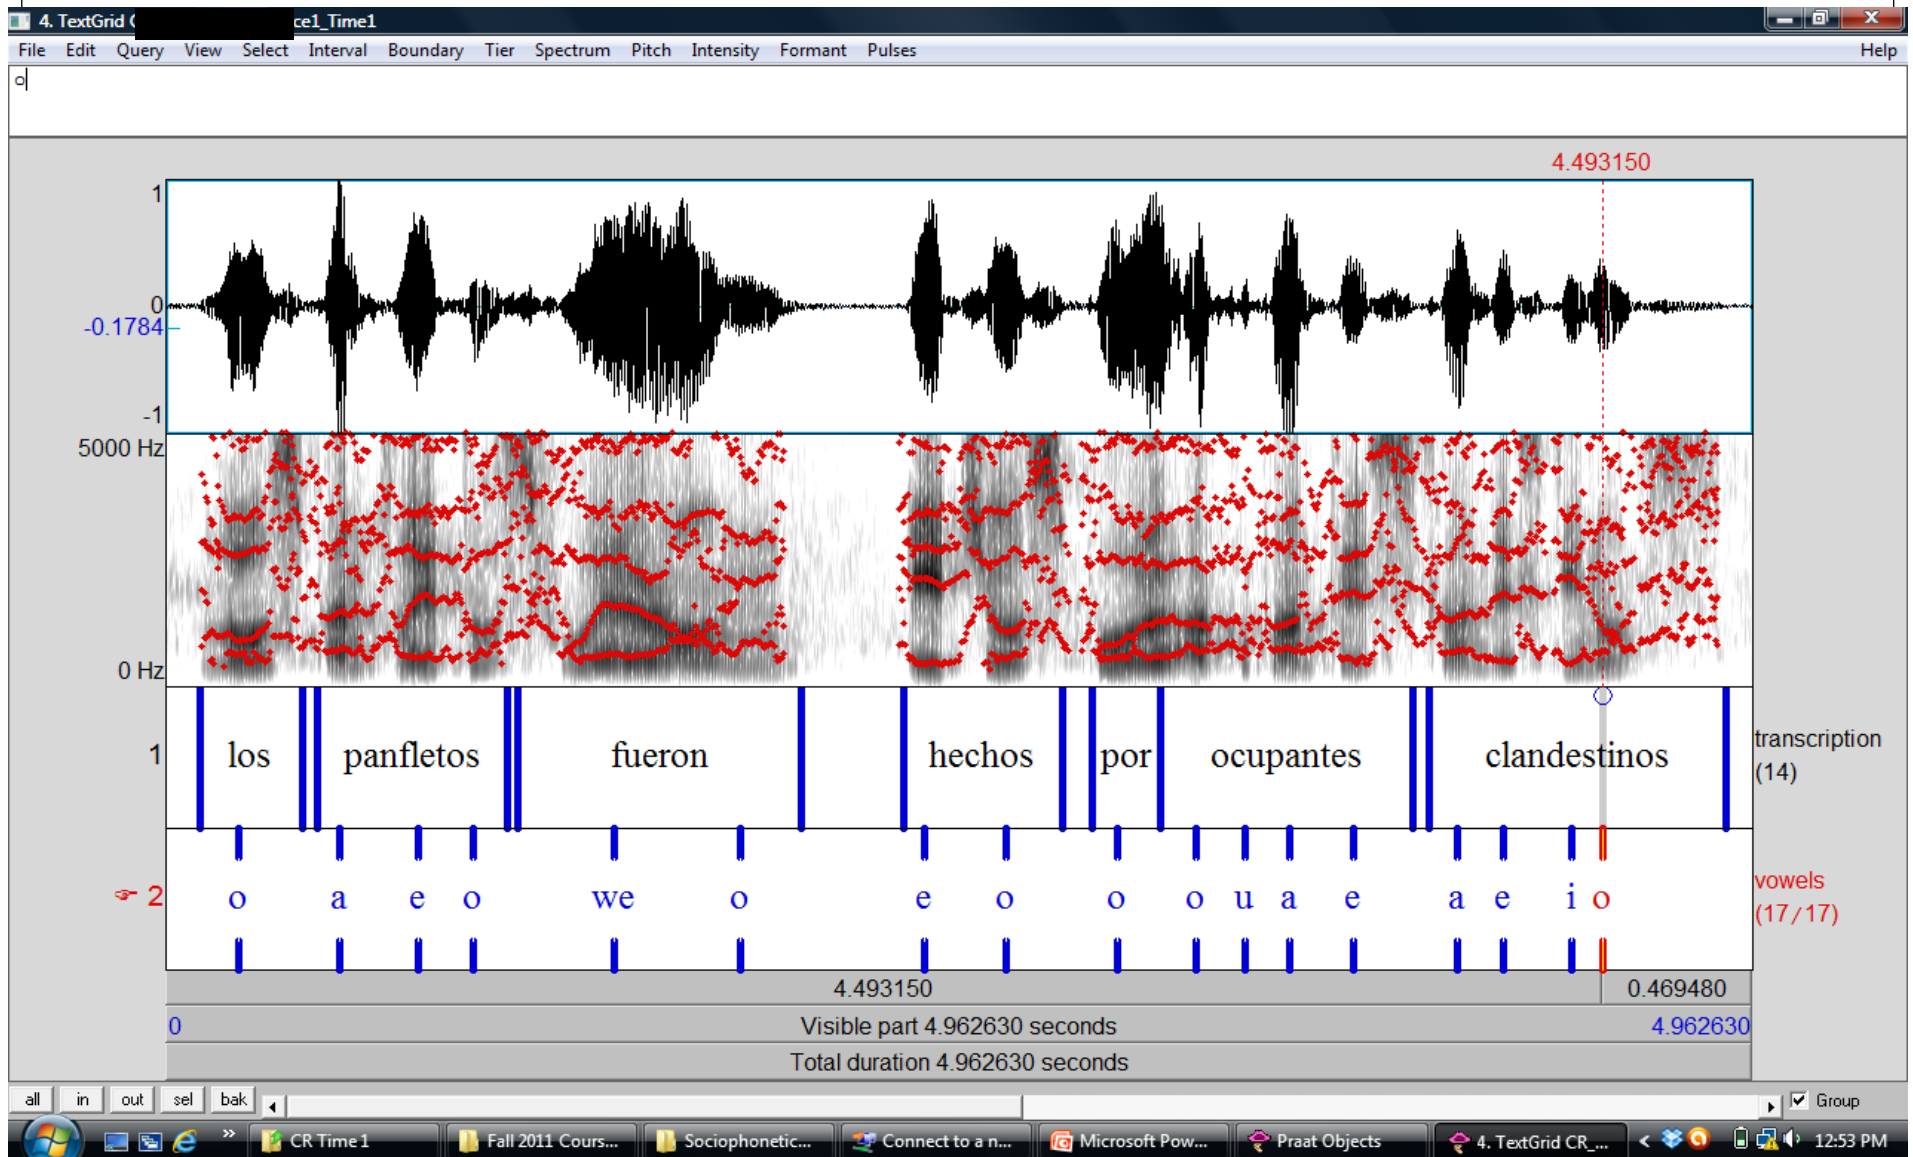 4. TextGrid ce1_Time1
File Edit Query View Select Interval Boundary Tier Spectrum Pitch Intensity Formant Pulses Help
o
4.493150
1
0
-0.1784
-1
5000 Hz
0 Hz
1 los panfletos fueron hechos por ocupantes clandestinos transcription
(14)
2 o a e o we o e o o o u a e a e i o vowels
(17/17)
4.493150 0.469480
0 Visible part 4.962630 seconds 4.962630
Total duration 4.962630 seconds
all in out sel bak Group
» CR Time 1 Fall 2011 Cours... Sociophonetic... Connect to a n... Microsoft Pow... Praat Objects 4. TextGrid CR_... < 12:53 PM